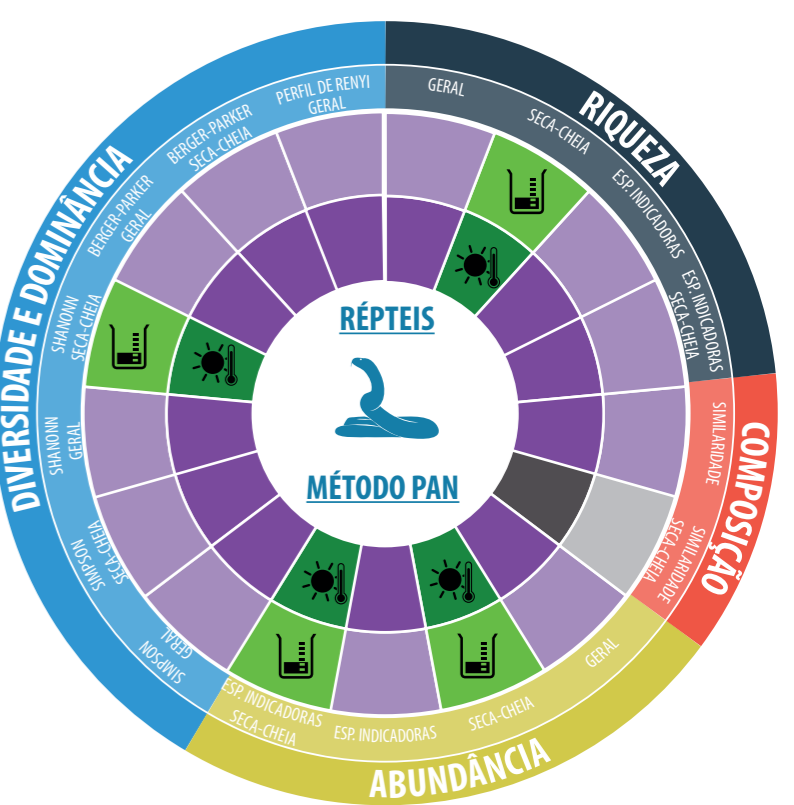 RIQUEZA
GERAL
SECA-CHEIA
ESP. INDICADORAS
ESP. INDICADORAS
SECA-CHEIA
COMPOSIÇÃO
SIMILARIDADE
SIMILARIDADE
SECA-CHEIA
ABUNDÂNCIA
GERAL
SECA-CHEIA
ESP. INDICADORAS
ESP. INDICADORAS
SECA-CHEIA
DIVERSIDADE E DOMINÂNCIA
SIMPSON
GERAL
SIMPSON
SECA-CHEIA
SHANONN
GERAL
SHANONN
SECA-CHEIA
BERGER-PARKER
GERAL
BERGER-PARKER
SECA-CHEIA
PERFIL DE RENYI
GERAL
RÉPTEIS
MÉTODO PAN